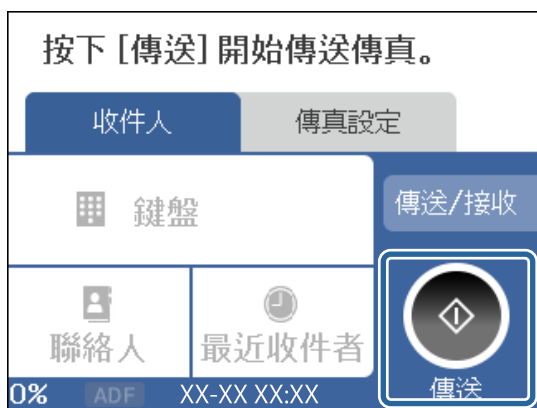 按下 [傳送] 開始傳送傳真。
收件人
傳真設定
鍵盤
傳送/接收
聯絡人
最近收件者
傳送
0%
ADF
XX-XX XX:XX